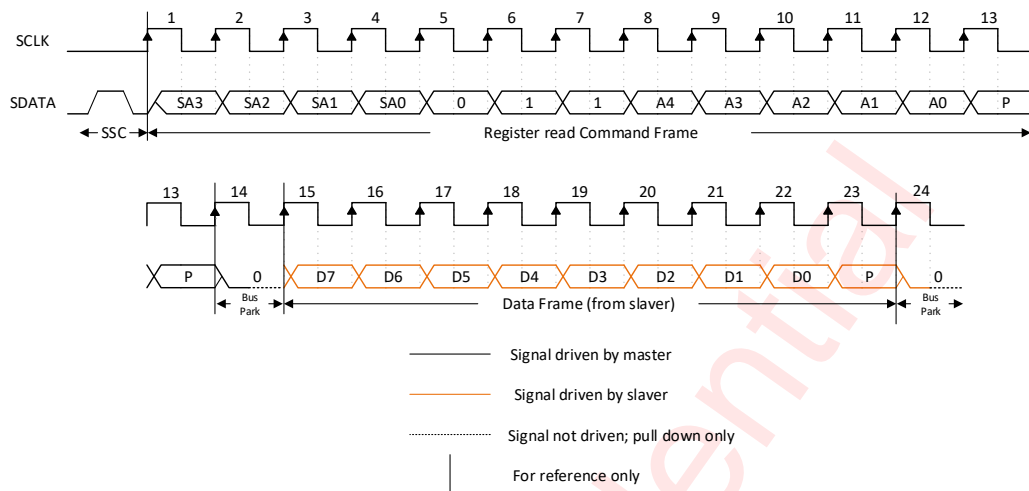 1 2 3 4 5 6 7 8 9 10 11 12 13
SCLK
SDATA SA3 SA2 SA1 SA0 0 1 1 A4 A3 A2 A1 A0 P
SSC Register read Command Frame
13 14 15 16 17 18 19 20 21 22 23 24
P 0 D7 D6 D5 D4 D3 D2 D1 D0 P 0
Bus Park Data Frame (from slaver) Bus Park
Signal driven by master
Signal driven by slaver
Signal not driven; pull down only
For reference only